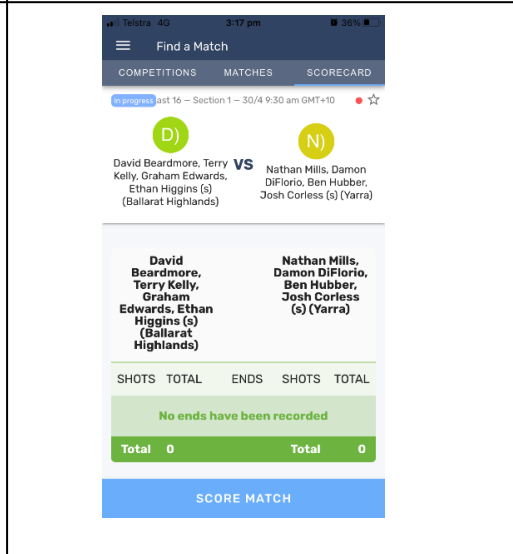 Telstra 4G 3:17 pm 36%
Find a Match
COMPETITIONS MATCHES SCORECARD
In progress ast 16 – Section 1 – 30/4 9:30 am GMT+10
D) N)
David Beardmore, Terry
Kelly, Graham Edwards,
Ethan Higgins (s)
(Ballarat Highlands)
VS
Nathan Mills, Damon
DiFlorio, Ben Hubber,
Josh Corless (s) (Yarra)
David
Beardmore,
Terry Kelly,
Graham
Edwards, Ethan
Higgins (s)
(Ballarat
Highlands)
Nathan Mills,
Damon DiFlorio,
Ben Hubber,
Josh Corless
(s) (Yarra)
SHOTS TOTAL ENDS SHOTS TOTAL
No ends have been recorded
Total 0 Total 0
SCORE MATCH